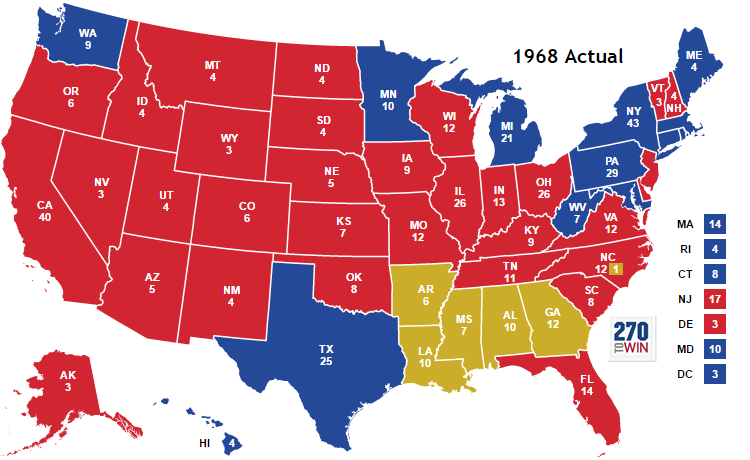 1968 Actual
WA
9
OR
6
CA
40
NV
3
ID
4
MT
4
WY
3
UT
4
AZ
5
CO
6
NM
4
ND
4
SD
4
NE
5
KS
7
OK
8
TX
25
MN
10
IA
9
MO
12
AR
6
LA
10
WI
12
IL
26
MI
21
IN
13
OH
26
KY
9
TN
11
MS
7
AL
10
GA
12
FL
14
SC
8
NC
12 1
VA
12
WV
7
PA
29
NY
43
VT
3
4
NH
ME
4
AK
3
HI 4
MA 14
RI 4
CT 8
NJ 17
DE 3
MD 10
DC 3
270
TO WIN